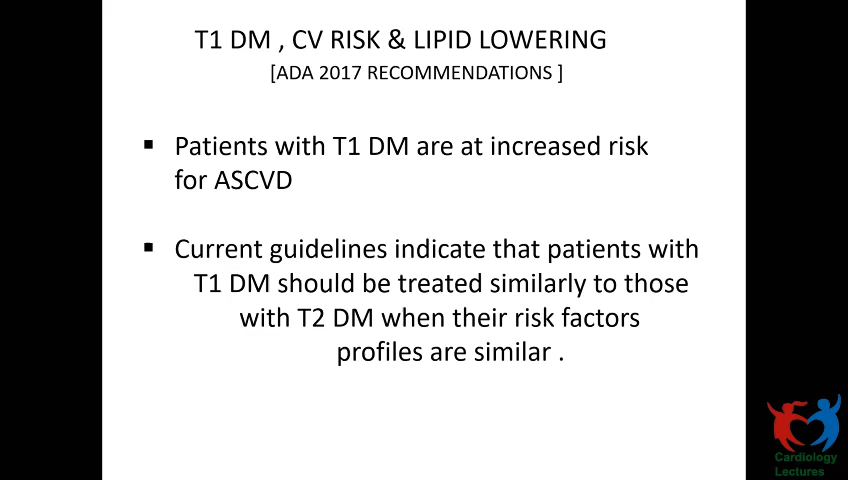 T1 DM , CV RISK & LIPID LOWERING
[ADA 2017 RECOMMENDATIONS ]
▪ Patients with T1 DM are at increased risk
for ASCVD
▪ Current guidelines indicate that patients with
T1 DM should be treated similarly to those
with T2 DM when their risk factors
profiles are similar .
Cardiology
Lectures